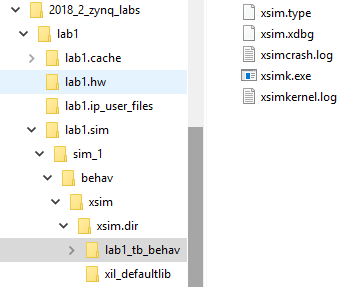 2018_2_zynq_labs
lab1
lab1.cache
lab1.hw
lab1.ip_user_files
lab1.sim
sim_1
behav
xsim
xsim.dir
lab1_tb_behav
xil_defaultlib
xsim.type
xsim.xdbg
xsimcrash.log
xsimk.exe
xsimkernel.log